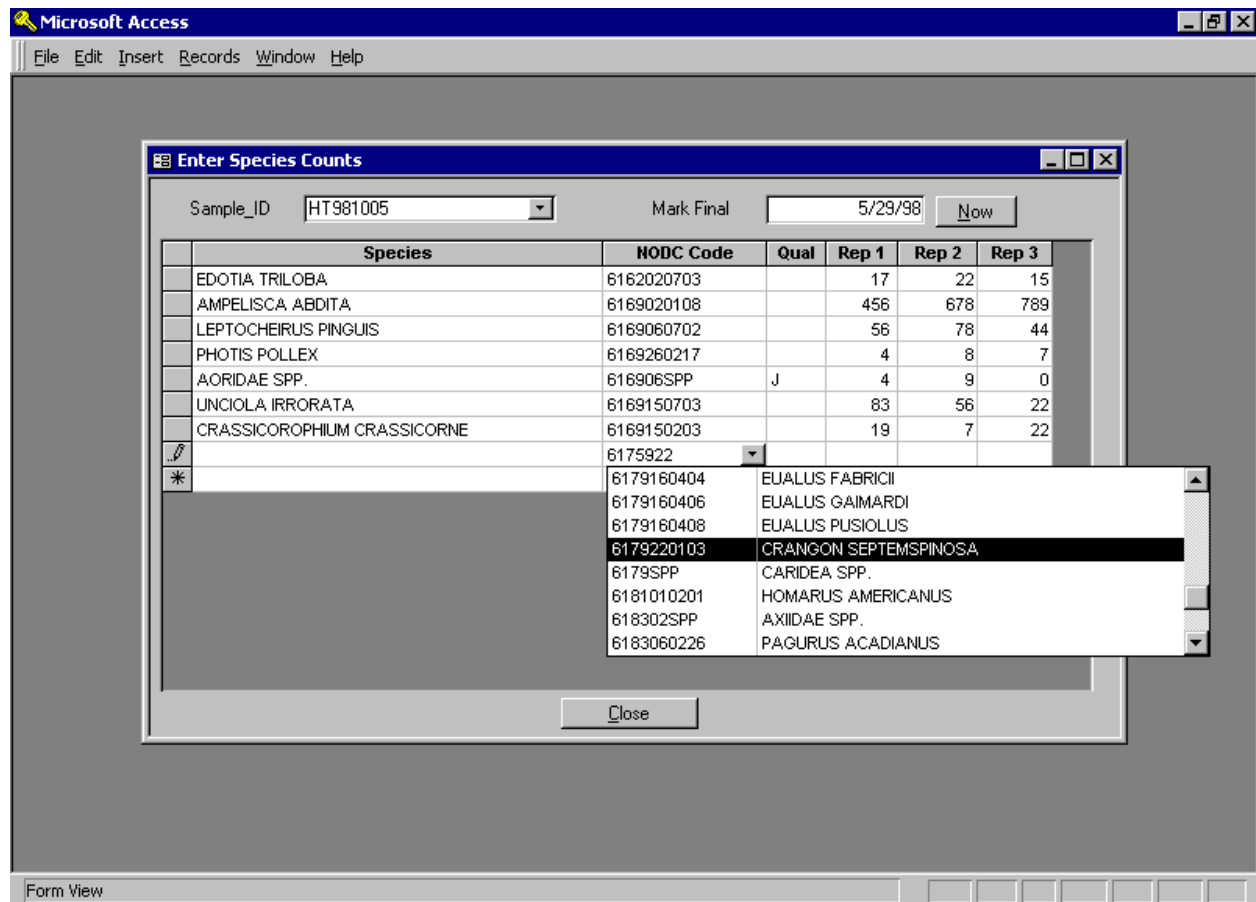 Microsoft Access
File Edit Insert Records Window Help
Enter Species Counts
Sample_ID HT981005 Mark Final 5/29/98 Now
Species NODC Code Qual Rep 1 Rep 2 Rep 3
EDOTIA TRILOBA 6162020703 17 22 15
AMPELISCA ABDITA 6169020108 456 678 789
LEPTOCHEIRUS PINGUIS 6169060702 56 78 44
PHOTIS POLLEX 6169260217 4 8 7
AORIDAE SPP. 616906SPP J 4 9 0
UNCIOLA IRRORATA 6169150703 83 56 22
CRASSICOROPHIUM CRASSICORNE 6169150203 19 7 22
6175922
6179160404 EUALUS FABRICII
6179160406 EUALUS GAIMARDI
6179160408 EUALUS PUSIOLUS
6179220103 CRANGON SEPTEMSPINOSA
6179SPP CARIDEA SPP.
6181010201 HOMARUS AMERICANUS
618302SPP AXIIDAE SPP.
6183060226 PAGURUS ACADIANUS
Close
Form View